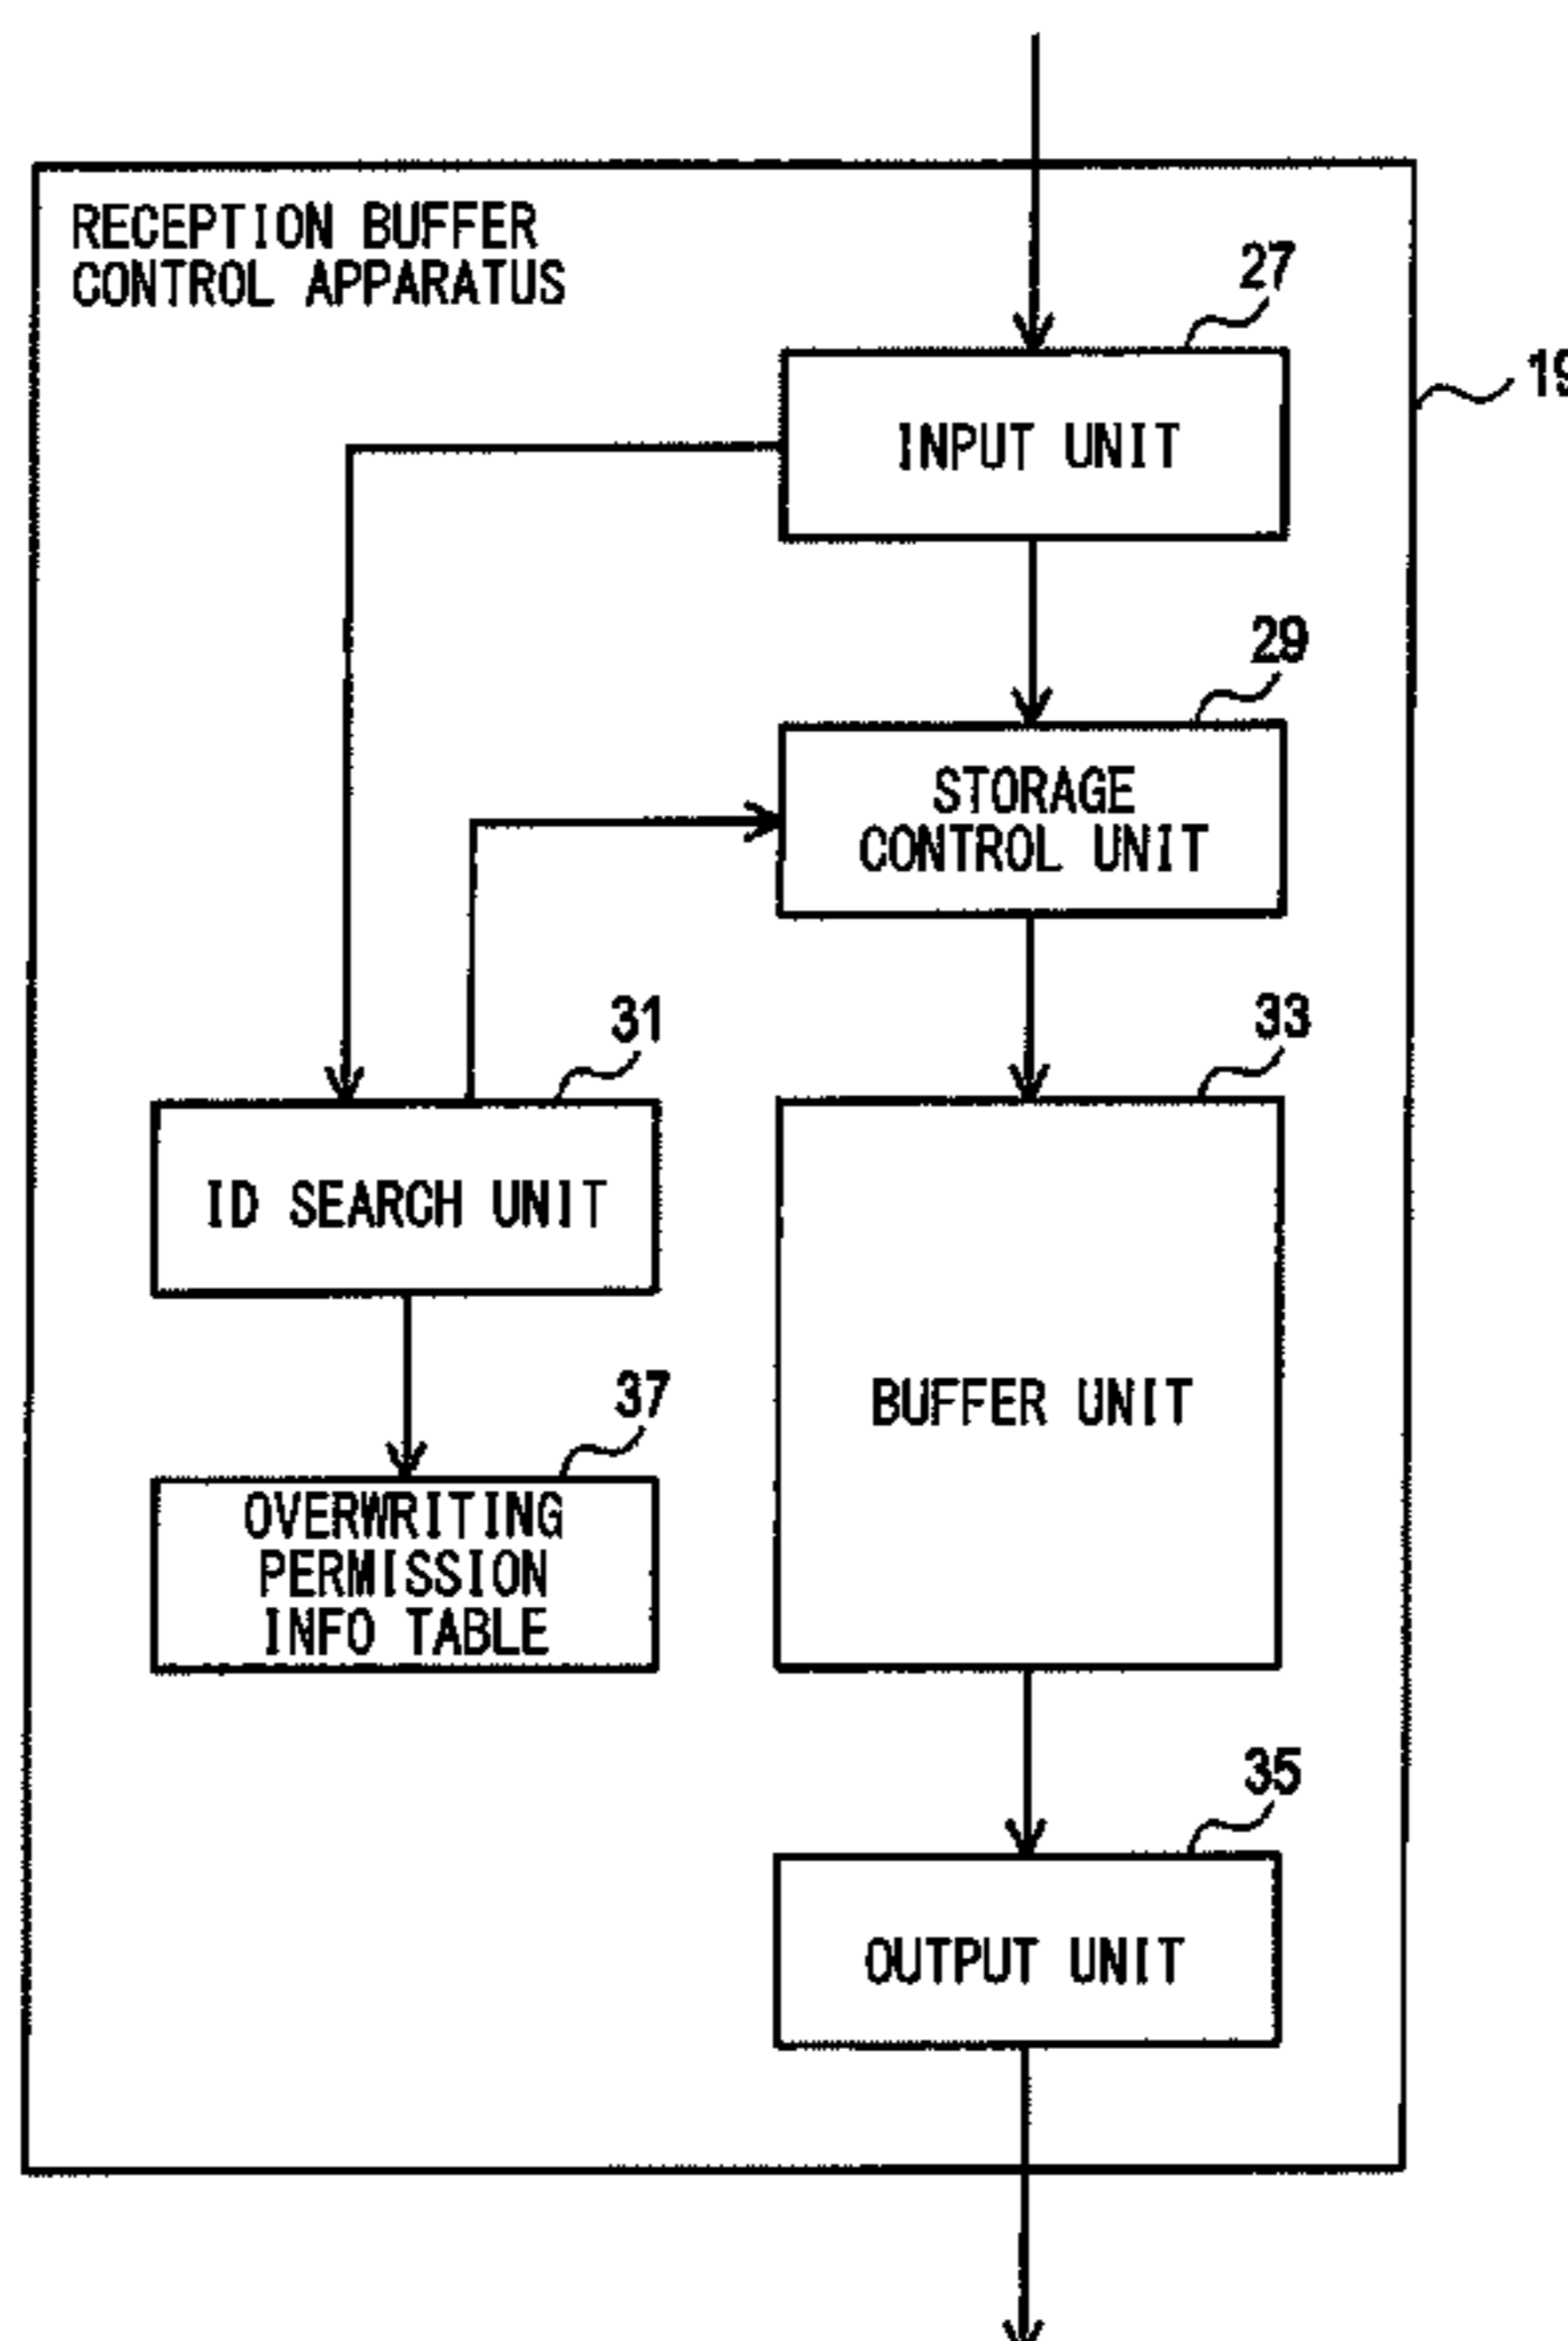 RECEPTION BUFFER
CONTROL APPARATUS
27
INPUT UNIT
19
29
STORAGE
CONTROL UNIT
31
ID SEARCH UNIT
33
BUFFER UNIT
37
OVERWRITING
PERMISSION
INFO TABLE
35
OUTPUT UNIT